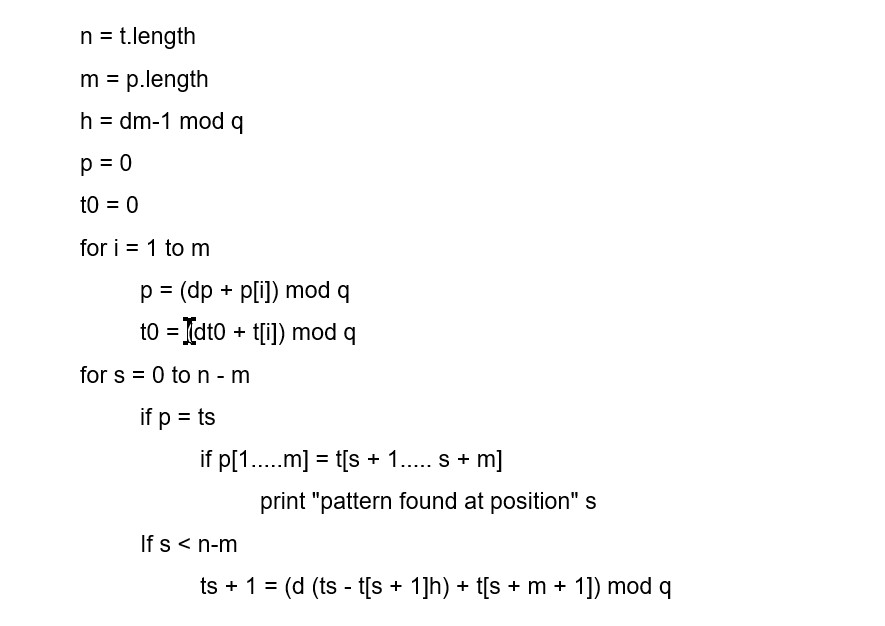 n = t.length
m = p.length
h = dm-1 mod q
p = 0
t0 = 0
for i = 1 to m
p = (dp + p[i]) mod q
t0 = (dt0 + t[i]) mod q
for s = 0 to n - m
if p = ts
if p[1.....m] = t[s + 1..... s + m]
print "pattern found at position" s
If s < n-m
ts + 1 = (d (ts - t[s + 1]h) + t[s + m + 1]) mod q